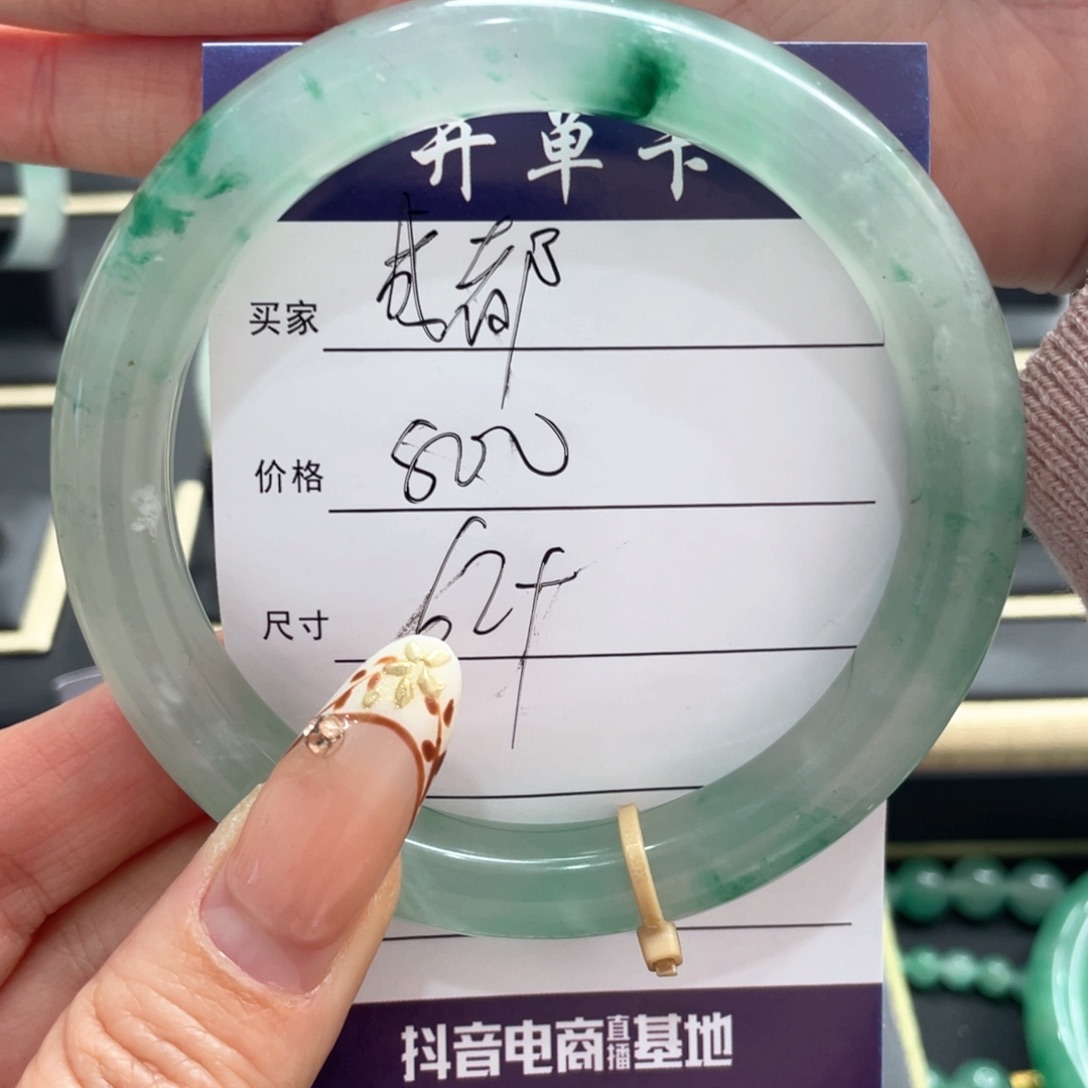 开单卡
买家 成都
价格 800
尺寸 62+
抖音电商直播基地